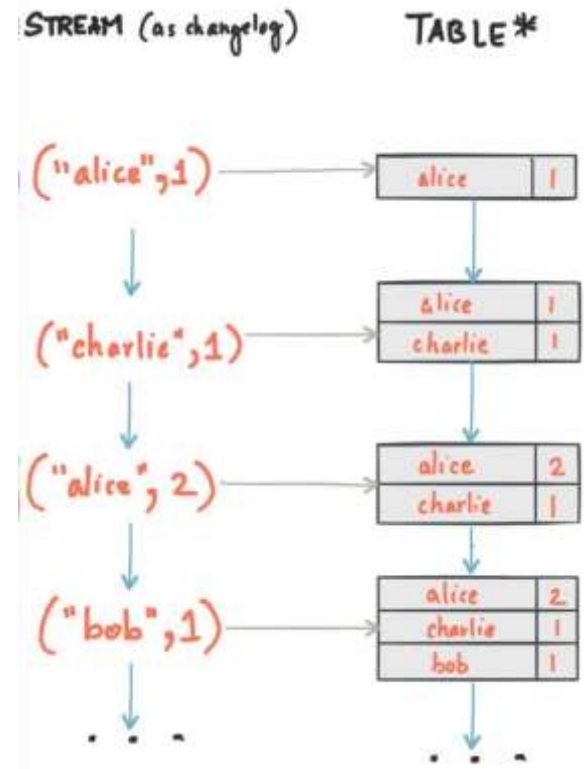 STREAM (as changelog) TABLE*
("alice",1) alice 1
alice 1
("charlie",1) charlie 1
("alice", 2) alice 2
charlie 1
alice 2
("bob",1) charlie 1
bob 1
. . .
. . .